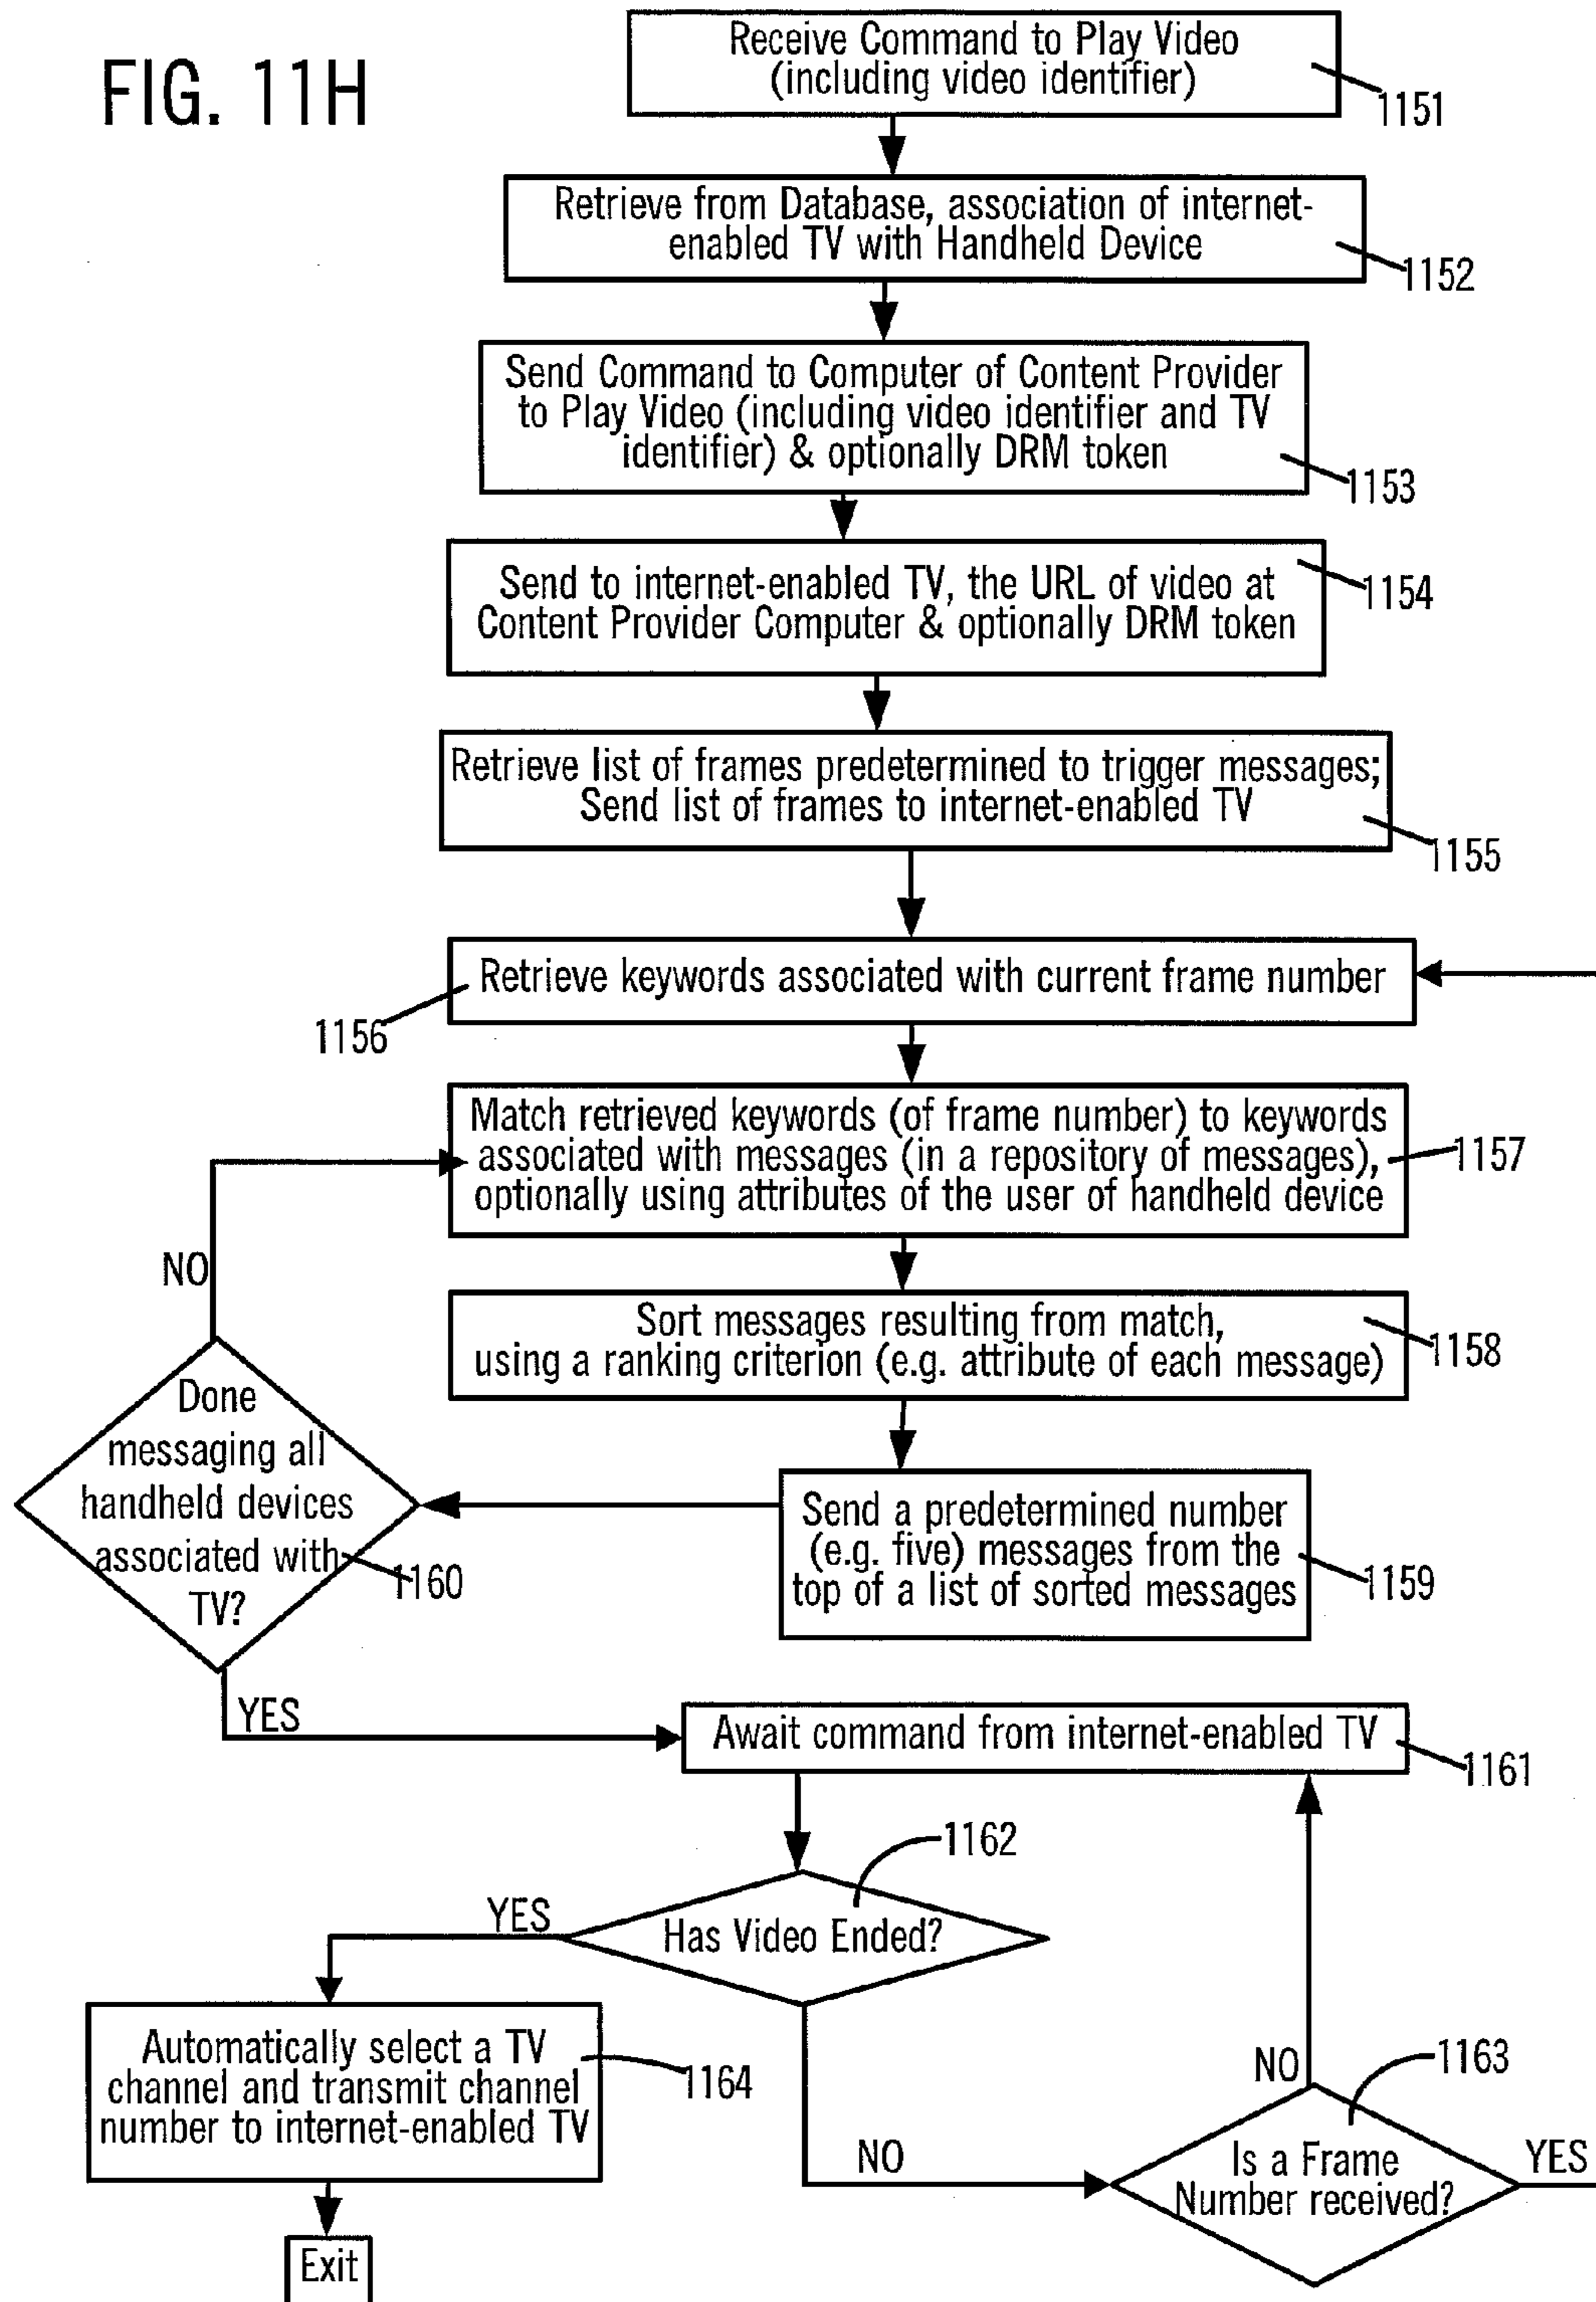 FIG. 11H
Receive Command to Play Video
(including video identifier)
1151
Retrieve from Database, association of internet-
enabled TV with Handheld Device
1152
Send Command to Computer of Content Provider
to Play Video (including video identifier and TV
identifier) & optionally DRM token
1153
Send to internet-enabled TV, the URL of video at
Content Provider Computer & optionally DRM token
1154
Retrieve list of frames predetermined to trigger messages;
Send list of frames to internet-enabled TV
1155
Retrieve keywords associated with current frame number
1156
Match retrieved keywords (of frame number) to keywords
associated with messages (in a repository of messages),
optionally using attributes of the user of handheld device
1157
NO
Sort messages resulting from match,
using a ranking criterion (e.g. attribute of each message)
1158
Done
messaging all
handheld devices
associated with
TV?
1160
Send a predetermined number
(e.g. five) messages from the
top of a list of sorted messages
1159
YES
Await command from internet-enabled TV
1161
1162
YES
Has Video Ended?
Automatically select a TV
channel and transmit channel
number to internet-enabled TV
1164
NO
NO
1163
Is a Frame
Number received?
YES
Exit